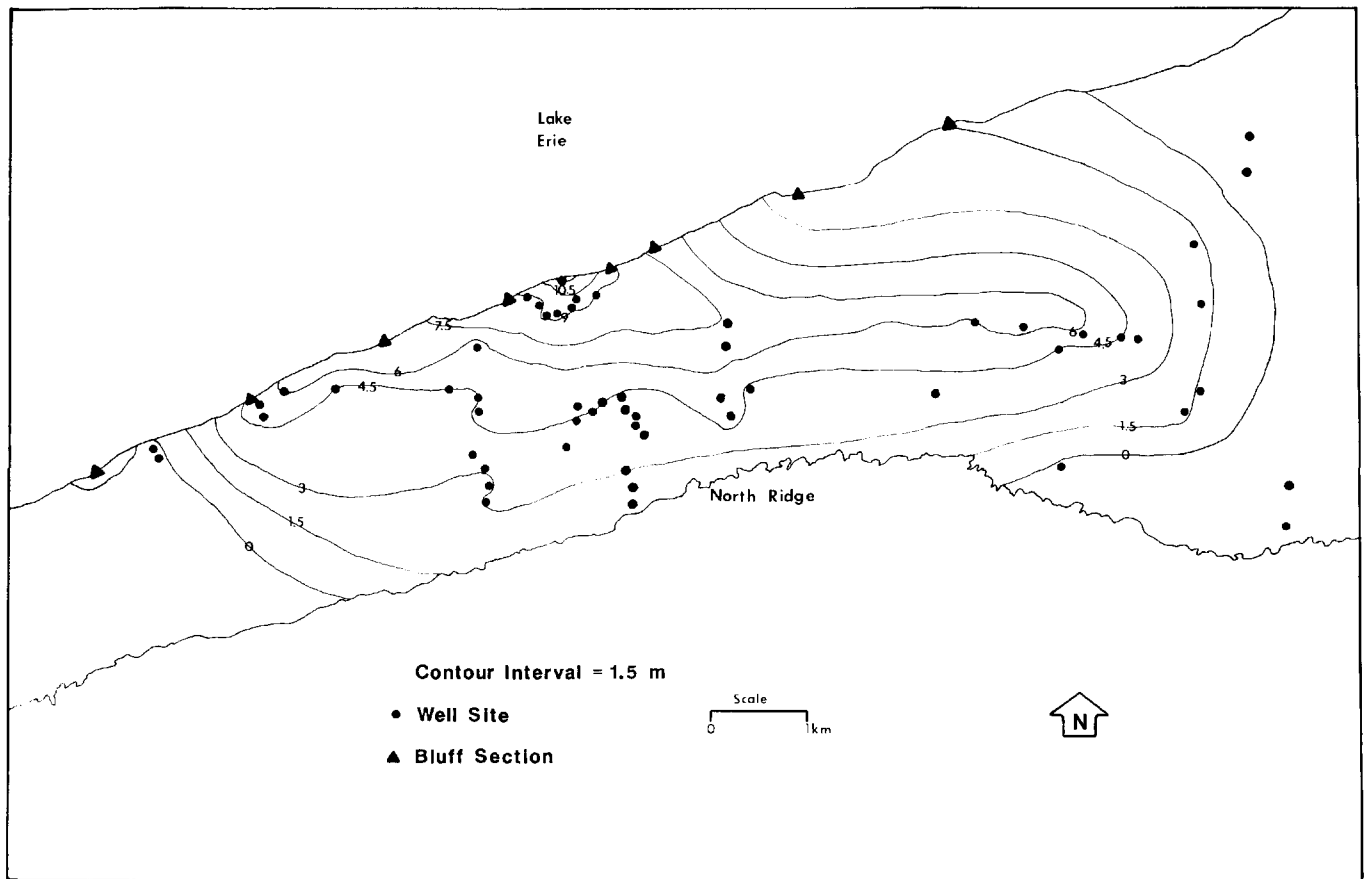 Lake
Erie
10.5
9
7.5
6
6
4.5
4.5
3
3
1.5
1.5
0
0
North Ridge
Contour Interval = 1.5 m
Well Site
Bluff Section
Scale
0 1km
N